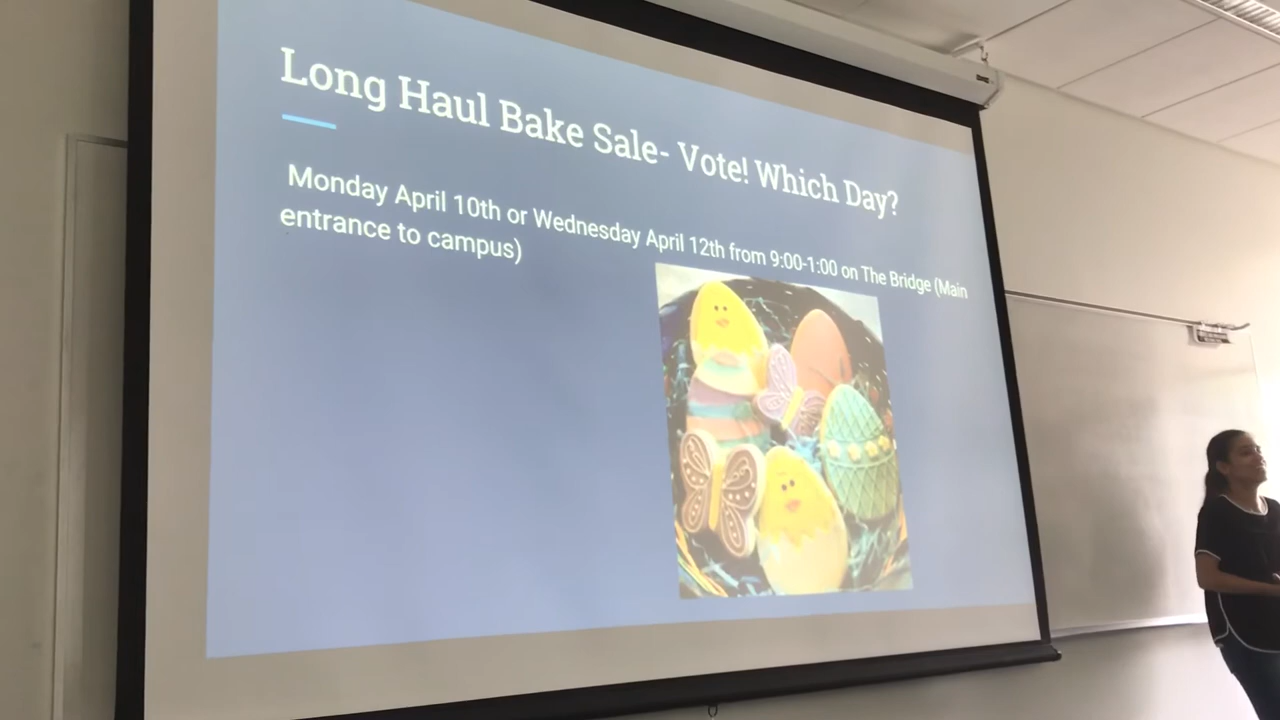 Long Haul Bake Sale- Vote! Which Day?
Monday April 10th or Wednesday April 12th from 9:00-1:00 on The Bridge (Main
entrance to campus)